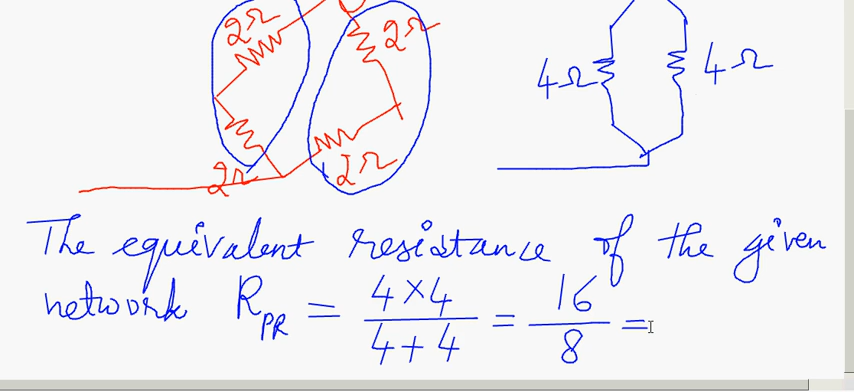 2Ω 2Ω
4Ω 4Ω
2Ω 2Ω
The equivalent resistance of the given
network R_PR = 4×4/4+4 = 16/8 =